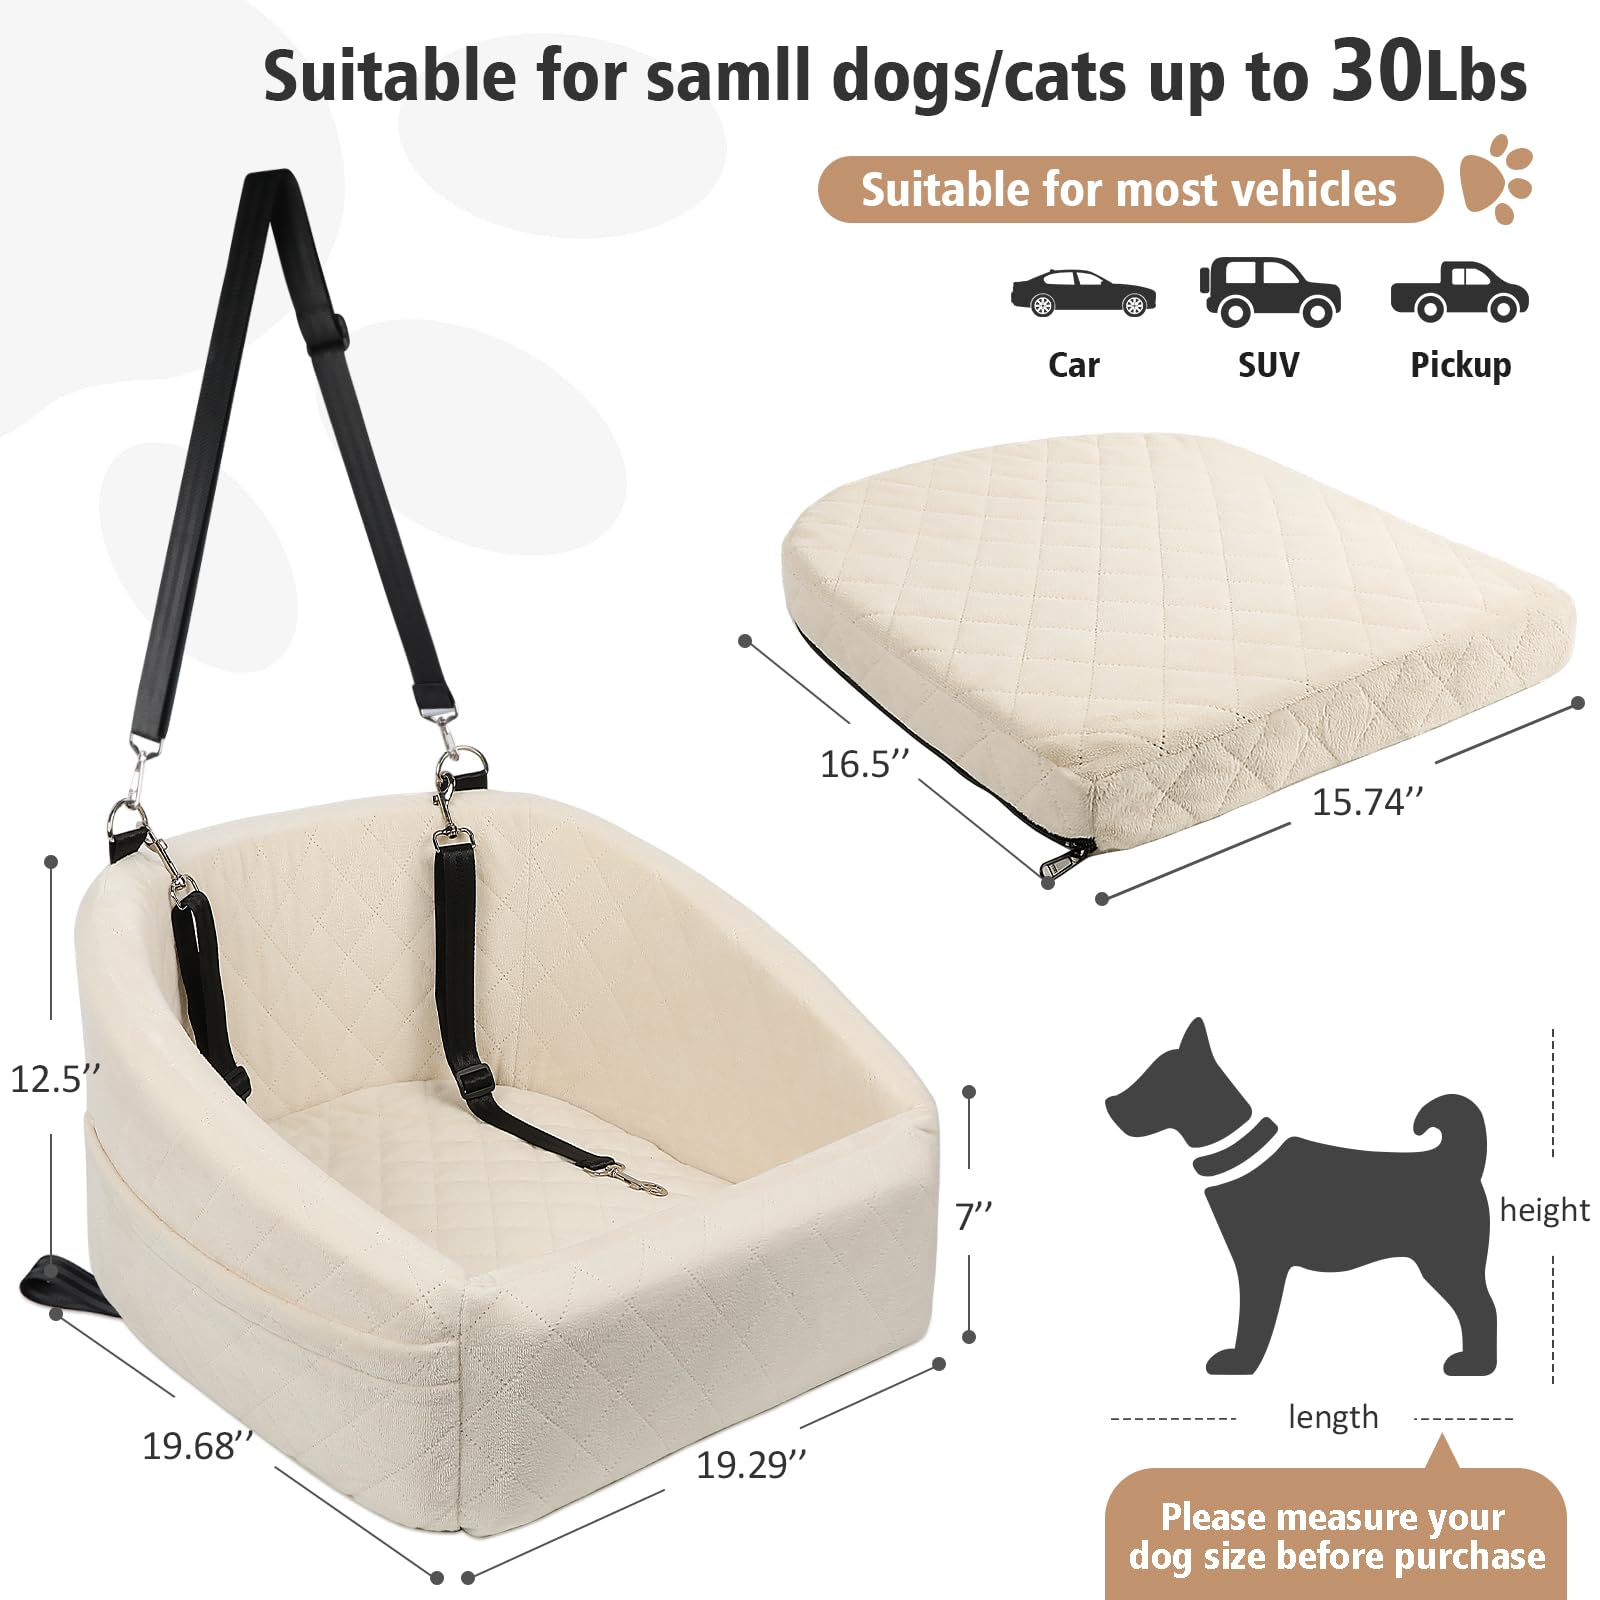 Suitable for samll dogs/cats up to 30Lbs
Suitable for most vehicles
Car
SUV
Pickup
16.5’’
15.74’’
12.5’’
7’’
19.68’’
19.29’’
height
length
Please measure your
dog size before purchase